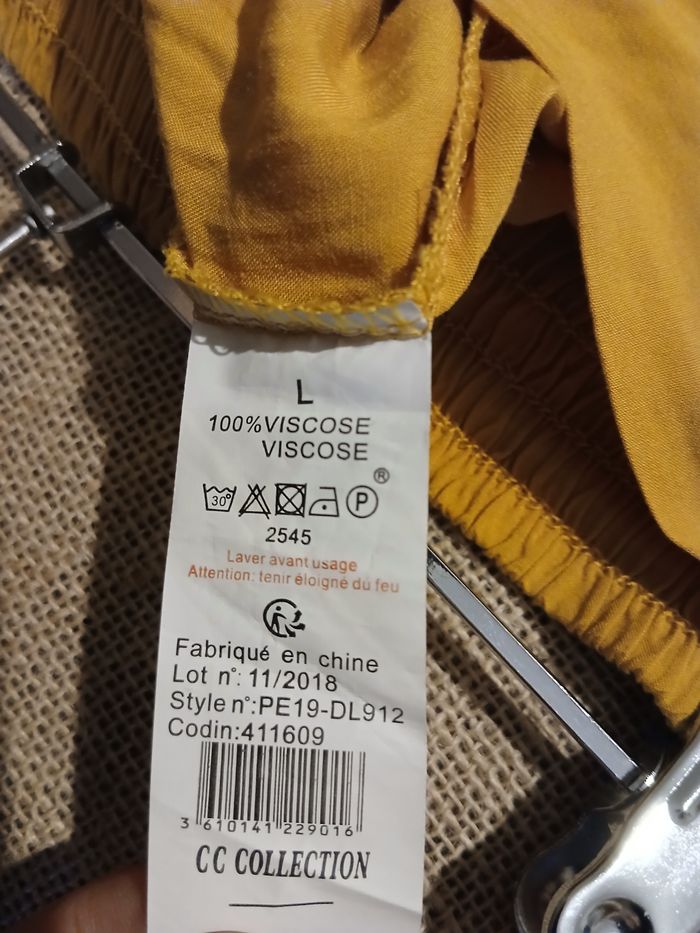 L
100%VISCOSE
VISCOSE
®
30° P
2545
Laver avant usage
Attention: tenir éloigné du feu
Fabriqué en chine
Lot n°: 11/2018
Style n°:PE19-DL912
Codin:411609
3 610141 229016
CC COLLECTION